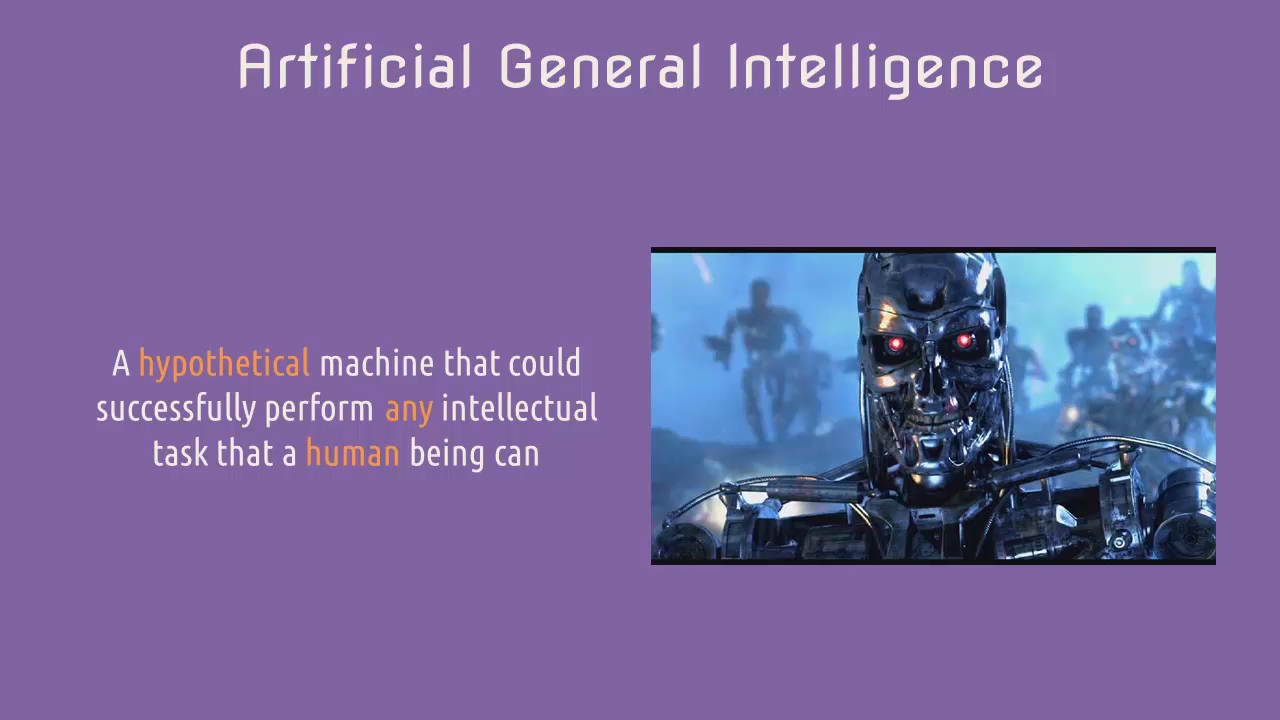 Artificial General Intelligence
A hypothetical machine that could
successfully perform any intellectual
task that a human being can